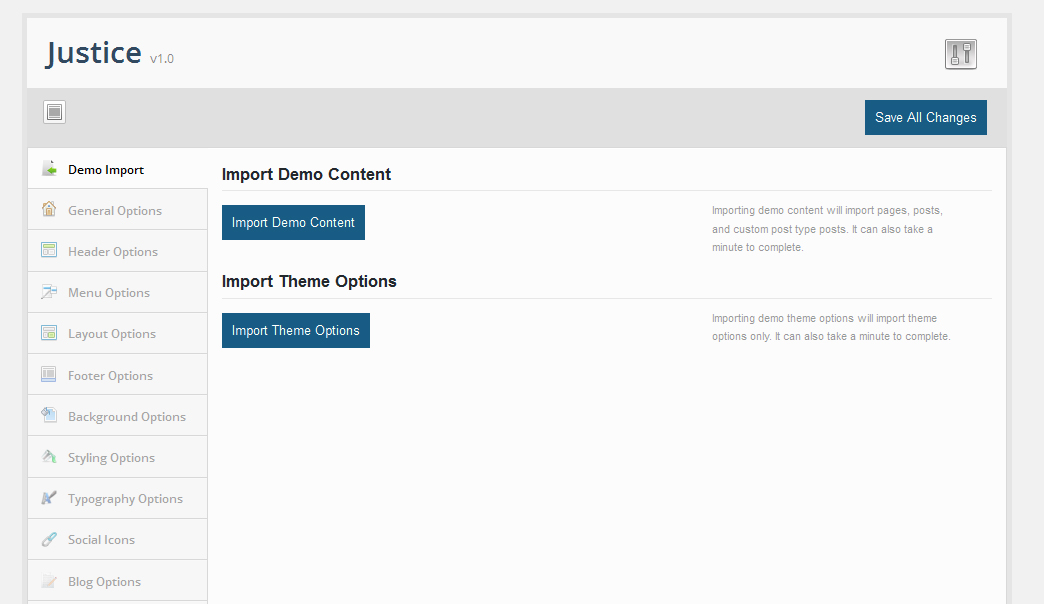 Justice v1.0
Save All Changes
Demo Import
General Options
Header Options
Menu Options
Layout Options
Footer Options
Background Options
Styling Options
Typography Options
Social Icons
Blog Options
Import Demo Content
Import Demo Content
Importing demo content will import pages, posts,
and custom post type posts. It can also take a
minute to complete.
Import Theme Options
Import Theme Options
Importing demo theme options will import theme
options only. It can also take a minute to complete.